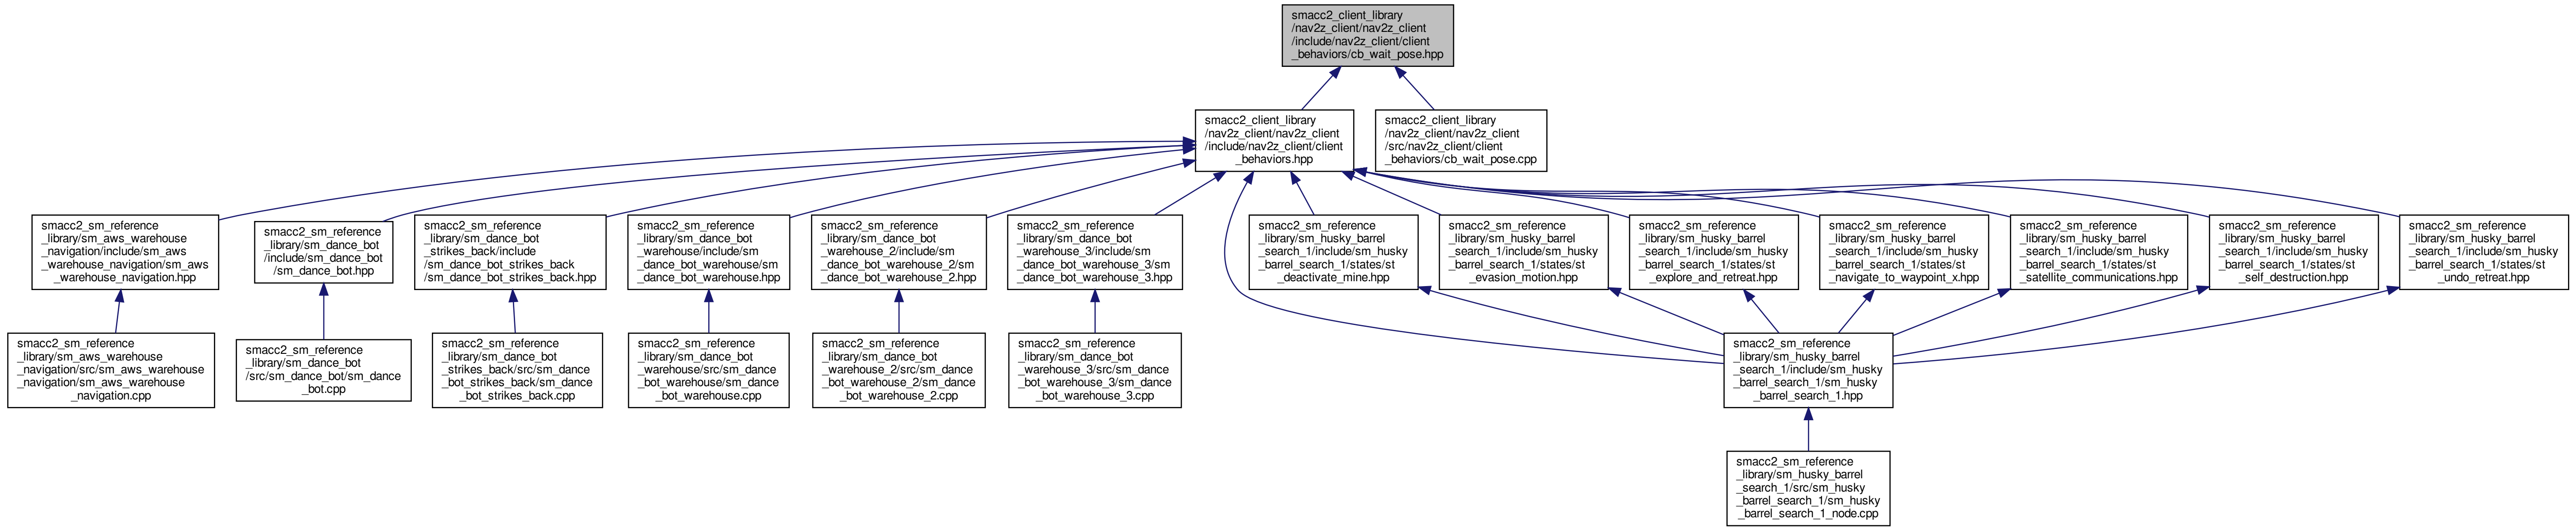 smacc2_client_library
/nav2z_client/nav2z_client
/include/nav2z_client/client
_behaviors/cb_wait_pose.hpp
smacc2_client_library
/nav2z_client/nav2z_client
/include/nav2z_client/client
_behaviors.hpp
smacc2_client_library
/nav2z_client/nav2z_client
/src/nav2z_client/client
_behaviors/cb_wait_pose.cpp
smacc2_sm_reference
_library/sm_aws_warehouse
_navigation/include/sm_aws
_warehouse_navigation/sm_aws
_warehouse_navigation.hpp
smacc2_sm_reference
_library/sm_dance_bot
/include/sm_dance_bot
/sm_dance_bot.hpp
smacc2_sm_reference
_library/sm_dance_bot
_strikes_back/include
/sm_dance_bot_strikes_back
/sm_dance_bot_strikes_back.hpp
smacc2_sm_reference
_library/sm_dance_bot
_warehouse/include/sm
_dance_bot_warehouse/sm
_dance_bot_warehouse.hpp
smacc2_sm_reference
_library/sm_dance_bot
_warehouse_2/include/sm
_dance_bot_warehouse_2/sm
_dance_bot_warehouse_2.hpp
smacc2_sm_reference
_library/sm_dance_bot
_warehouse_3/include/sm
_dance_bot_warehouse_3/sm
_dance_bot_warehouse_3.hpp
smacc2_sm_reference
_library/sm_husky_barrel
_search_1/include/sm_husky
_barrel_search_1/states/st
_deactivate_mine.hpp
smacc2_sm_reference
_library/sm_husky_barrel
_search_1/include/sm_husky
_barrel_search_1/states/st
_evasion_motion.hpp
smacc2_sm_reference
_library/sm_husky_barrel
_search_1/include/sm_husky
_barrel_search_1/states/st
_explore_and_retreat.hpp
smacc2_sm_reference
_library/sm_husky_barrel
_search_1/include/sm_husky
_barrel_search_1/states/st
_navigate_to_waypoint_x.hpp
smacc2_sm_reference
_library/sm_husky_barrel
_search_1/include/sm_husky
_barrel_search_1/states/st
_satellite_communications.hpp
smacc2_sm_reference
_library/sm_husky_barrel
_search_1/include/sm_husky
_barrel_search_1/states/st
_self_destruction.hpp
smacc2_sm_reference
_library/sm_husky_barrel
_search_1/include/sm_husky
_barrel_search_1/states/st
_undo_retreat.hpp
smacc2_sm_reference
_library/sm_aws_warehouse
_navigation/src/sm_aws_warehouse
_navigation/sm_aws_warehouse
_navigation.cpp
smacc2_sm_reference
_library/sm_dance_bot
/src/sm_dance_bot/sm_dance
_bot.cpp
smacc2_sm_reference
_library/sm_dance_bot
_strikes_back/src/sm_dance
_bot_strikes_back/sm_dance
_bot_strikes_back.cpp
smacc2_sm_reference
_library/sm_dance_bot
_warehouse/src/sm_dance
_bot_warehouse/sm_dance
_bot_warehouse.cpp
smacc2_sm_reference
_library/sm_dance_bot
_warehouse_2/src/sm_dance
_bot_warehouse_2/sm_dance
_bot_warehouse_2.cpp
smacc2_sm_reference
_library/sm_dance_bot
_warehouse_3/src/sm_dance
_bot_warehouse_3/sm_dance
_bot_warehouse_3.cpp
smacc2_sm_reference
_library/sm_husky_barrel
_search_1/include/sm_husky
_barrel_search_1/sm_husky
_barrel_search_1.hpp
smacc2_sm_reference
_library/sm_husky_barrel
_search_1/src/sm_husky
_barrel_search_1/sm_husky
_barrel_search_1_node.cpp